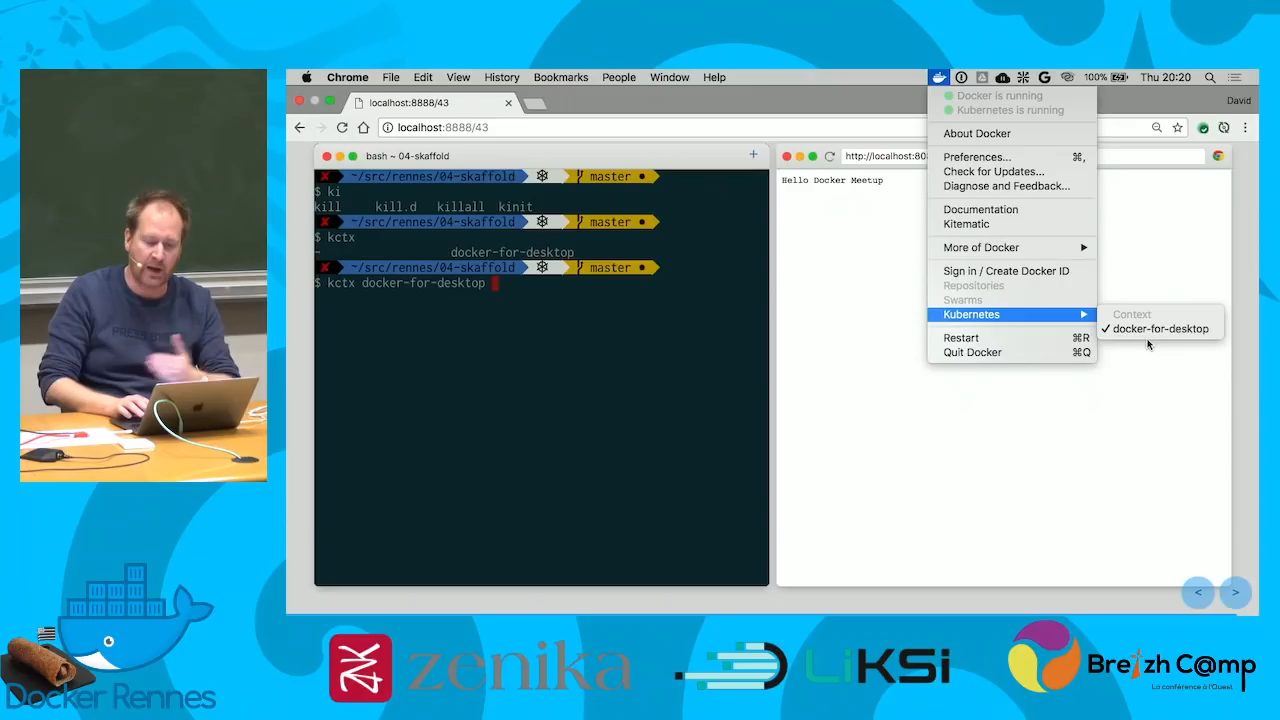 Chrome File Edit View History Bookmarks People Window Help
100% Thu 20:20
localhost:8888/43
David
localhost:8888/43
bash ~ 04-skaffold
~/src/rennes/04-skaffold master
$ ki
kill kill.d killall kinit
~/src/rennes/04-skaffold master
$ kctx
- docker-for-desktop
~/src/rennes/04-skaffold master
$ kctx docker-for-desktop
http://localhost:80
Hello Docker Meetup
Docker is running
Kubernetes is running
About Docker
Preferences... ⌘,
Check for Updates...
Diagnose and Feedback...
Documentation
Kitematic
More of Docker
Sign in / Create Docker ID
Repositories
Swarms
Kubernetes
Restart ⌘R
Quit Docker ⌘Q
Context
✓ docker-for-desktop
< >
Docker Rennes
zenika
LiKSi
Breizh C@mp
La conférence à l'Ouest